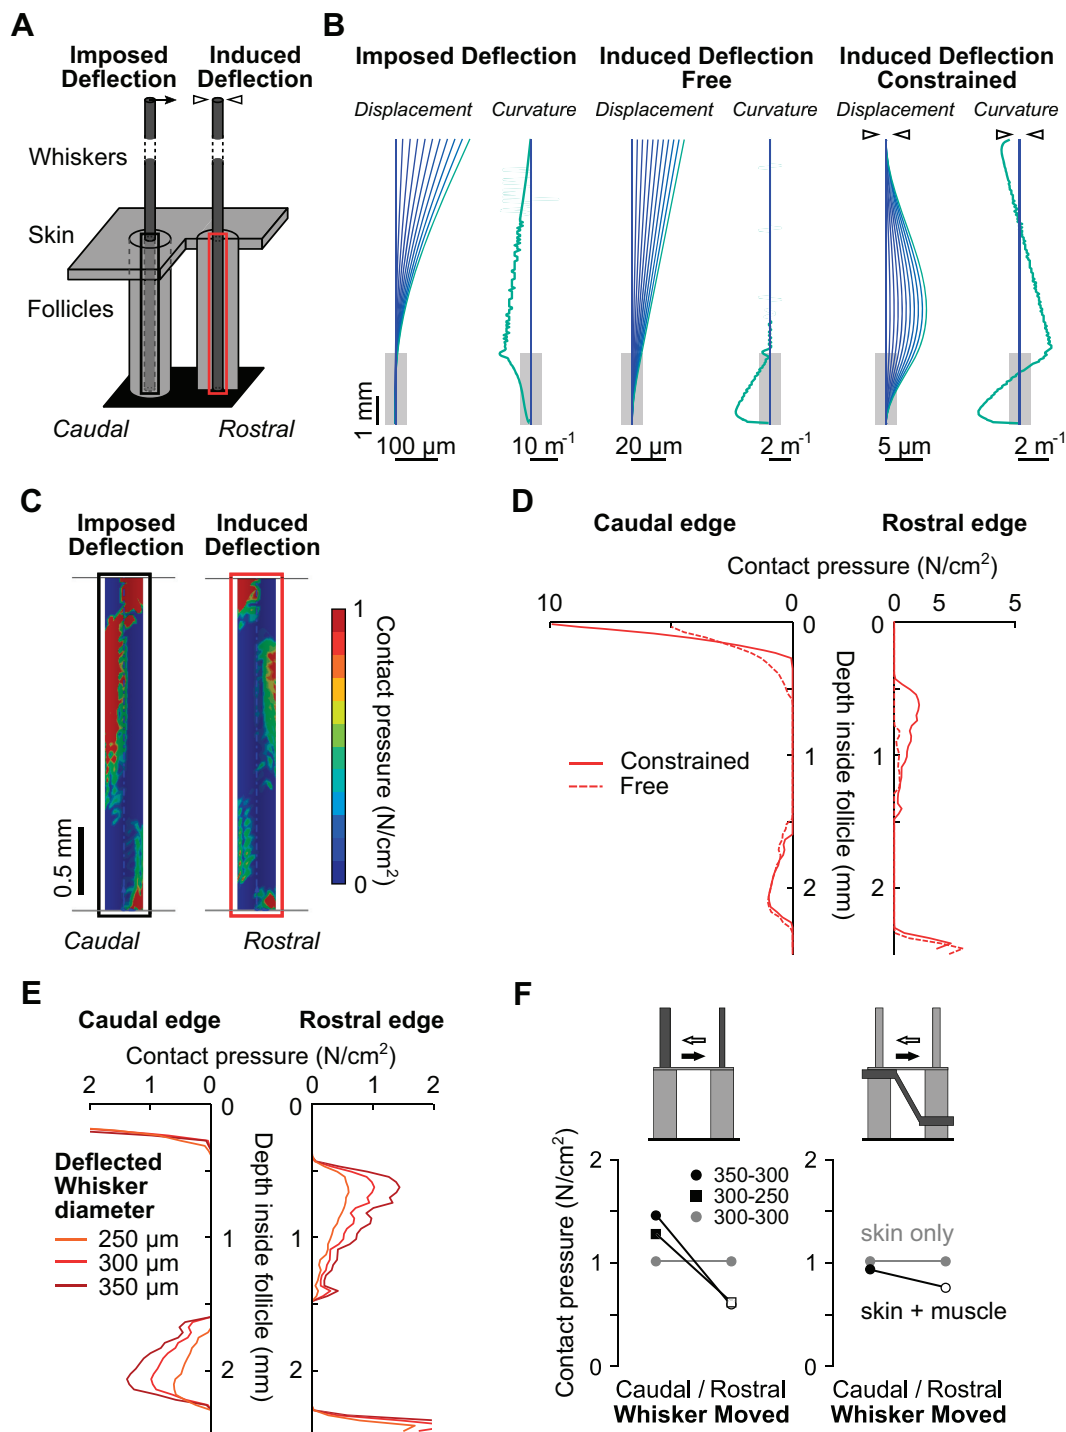 A
Imposed Deflection
Induced Deflection
Whiskers
Skin
Follicles
Caudal
Rostral
B
Imposed Deflection
Displacement
Curvature
Induced Deflection
Free
Displacement
Curvature
Induced Deflection
Constrained
Displacement
Curvature
1 mm
100 µm
10 m⁻¹
20 µm
2 m⁻¹
5 µm
2 m⁻¹
C
Imposed Deflection
Induced Deflection
0.5 mm
Caudal
Rostral
1
0
Contact pressure (N/cm²)
D
Caudal edge
Rostral edge
Contact pressure (N/cm²)
10
0
0
5
5
0
0
1
1
2
2
Depth inside follicle (mm)
Constrained
Free
E
Caudal edge
Rostral edge
Contact pressure (N/cm²)
2
1
0
0
1
2
0
0
1
1
2
2
Depth inside follicle (mm)
Deflected
Whisker
diameter
250 µm
300 µm
350 µm
F
Contact pressure (N/cm²)
2
1
0
350-300
300-250
300-300
Caudal / Rostral
Whisker Moved
2
1
0
skin only
skin + muscle
Caudal / Rostral
Whisker Moved